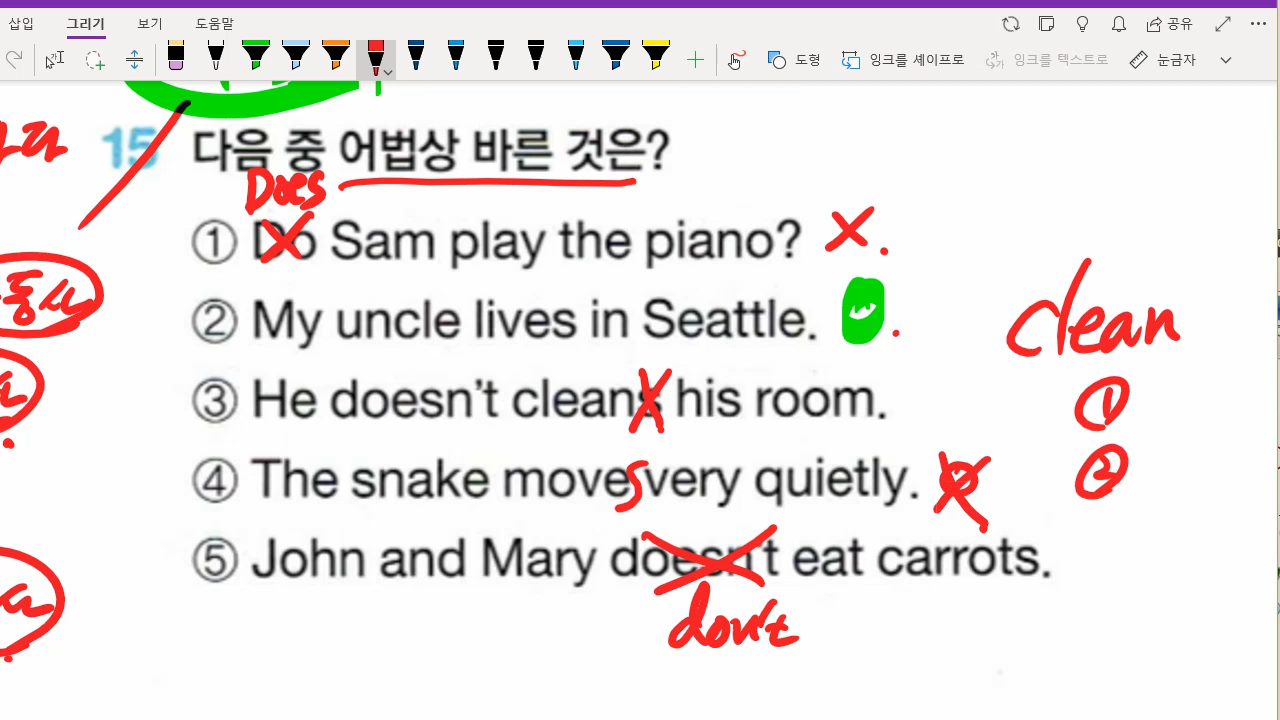 삽입 그리기 보기 도움말 공유
도형 잉크를 셰이프로 잉크를 텍스트로 눈금자
15 다음 중 어법상 바른 것은?
Does
① Do Sam play the piano?
② My uncle lives in Seattle.
clean
③ He doesn't cleans his room.
①
④ The snake moves very quietly.
②
⑤ John and Mary doesn't eat carrots.
don't